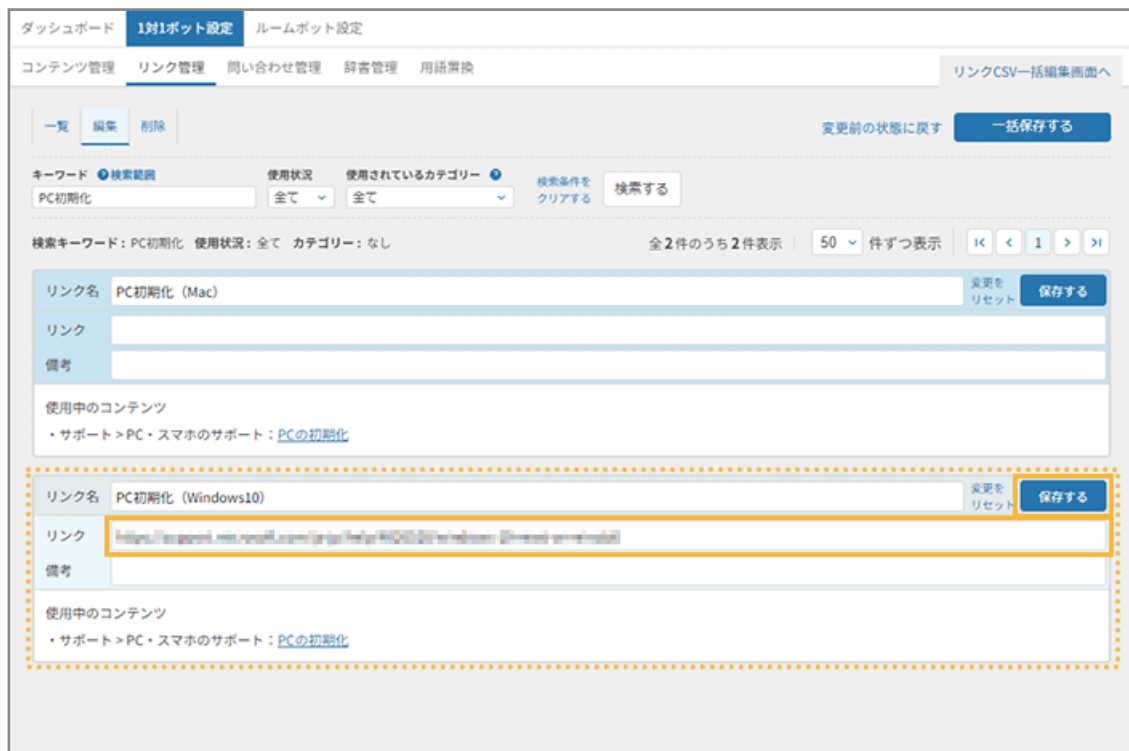 ダッシュボード 1対1ボット設定 ルームボット設定
コンテンツ管理 リンク管理 問い合わせ管理 辞書管理 用語置換 リンクCSV一括編集画面へ
一覧 編集 削除 変更前の状態に戻す 一括保存する
キーワード ?検索範囲 使用状況 使用されているカテゴリー ?
PC初期化 全て 全て 検索条件をクリアする 検索する
検索キーワード：PC初期化 使用状況：全て カテゴリー：なし 全2件のうち2件表示 50 件ずつ表示 1
リンク名 PC初期化（Mac） 変更をリセット 保存する
リンク
備考
使用中のコンテンツ
・サポート > PC・スマホのサポート：PCの初期化
リンク名 PC初期化（Windows10） 変更をリセット 保存する
リンク
備考
使用中のコンテンツ
・サポート > PC・スマホのサポート：PCの初期化